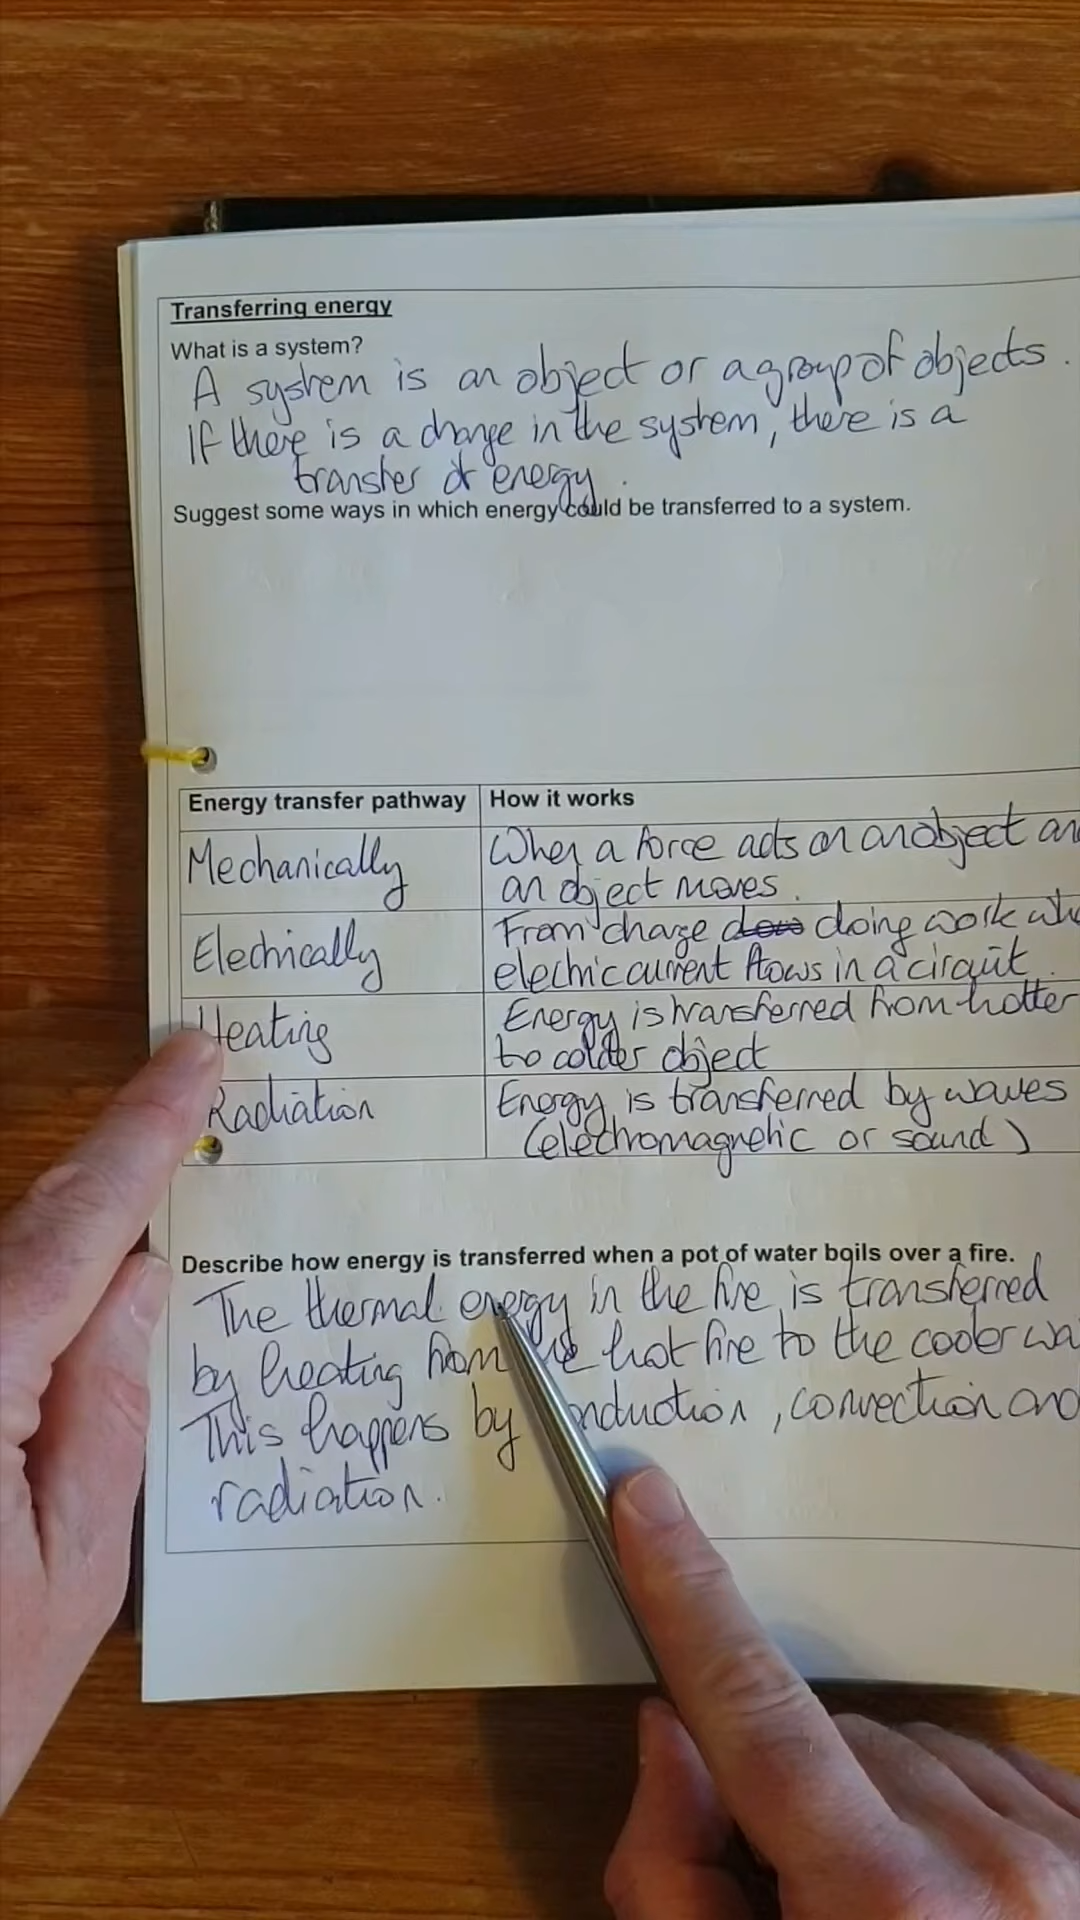 Transferring energy
What is a system?
A system is an object or a group of objects.
If there is a change in the system, there is a
transfer of energy.
Suggest some ways in which energy could be transferred to a system.
Energy transfer pathway How it works
Mechanically When a force acts on an object an
an object moves.
Electrically From charge doing work whe
electric current flows in a circuit.
Heating Energy is transferred from hotter
to colder object
Radiation Energy is transferred by waves
(electromagnetic or sound)
Describe how energy is transferred when a pot of water boils over a fire.
The thermal energy in the fire is transferred
by heating from the hot fire to the cooler wa
This happens by onduction, convection and
radiation.